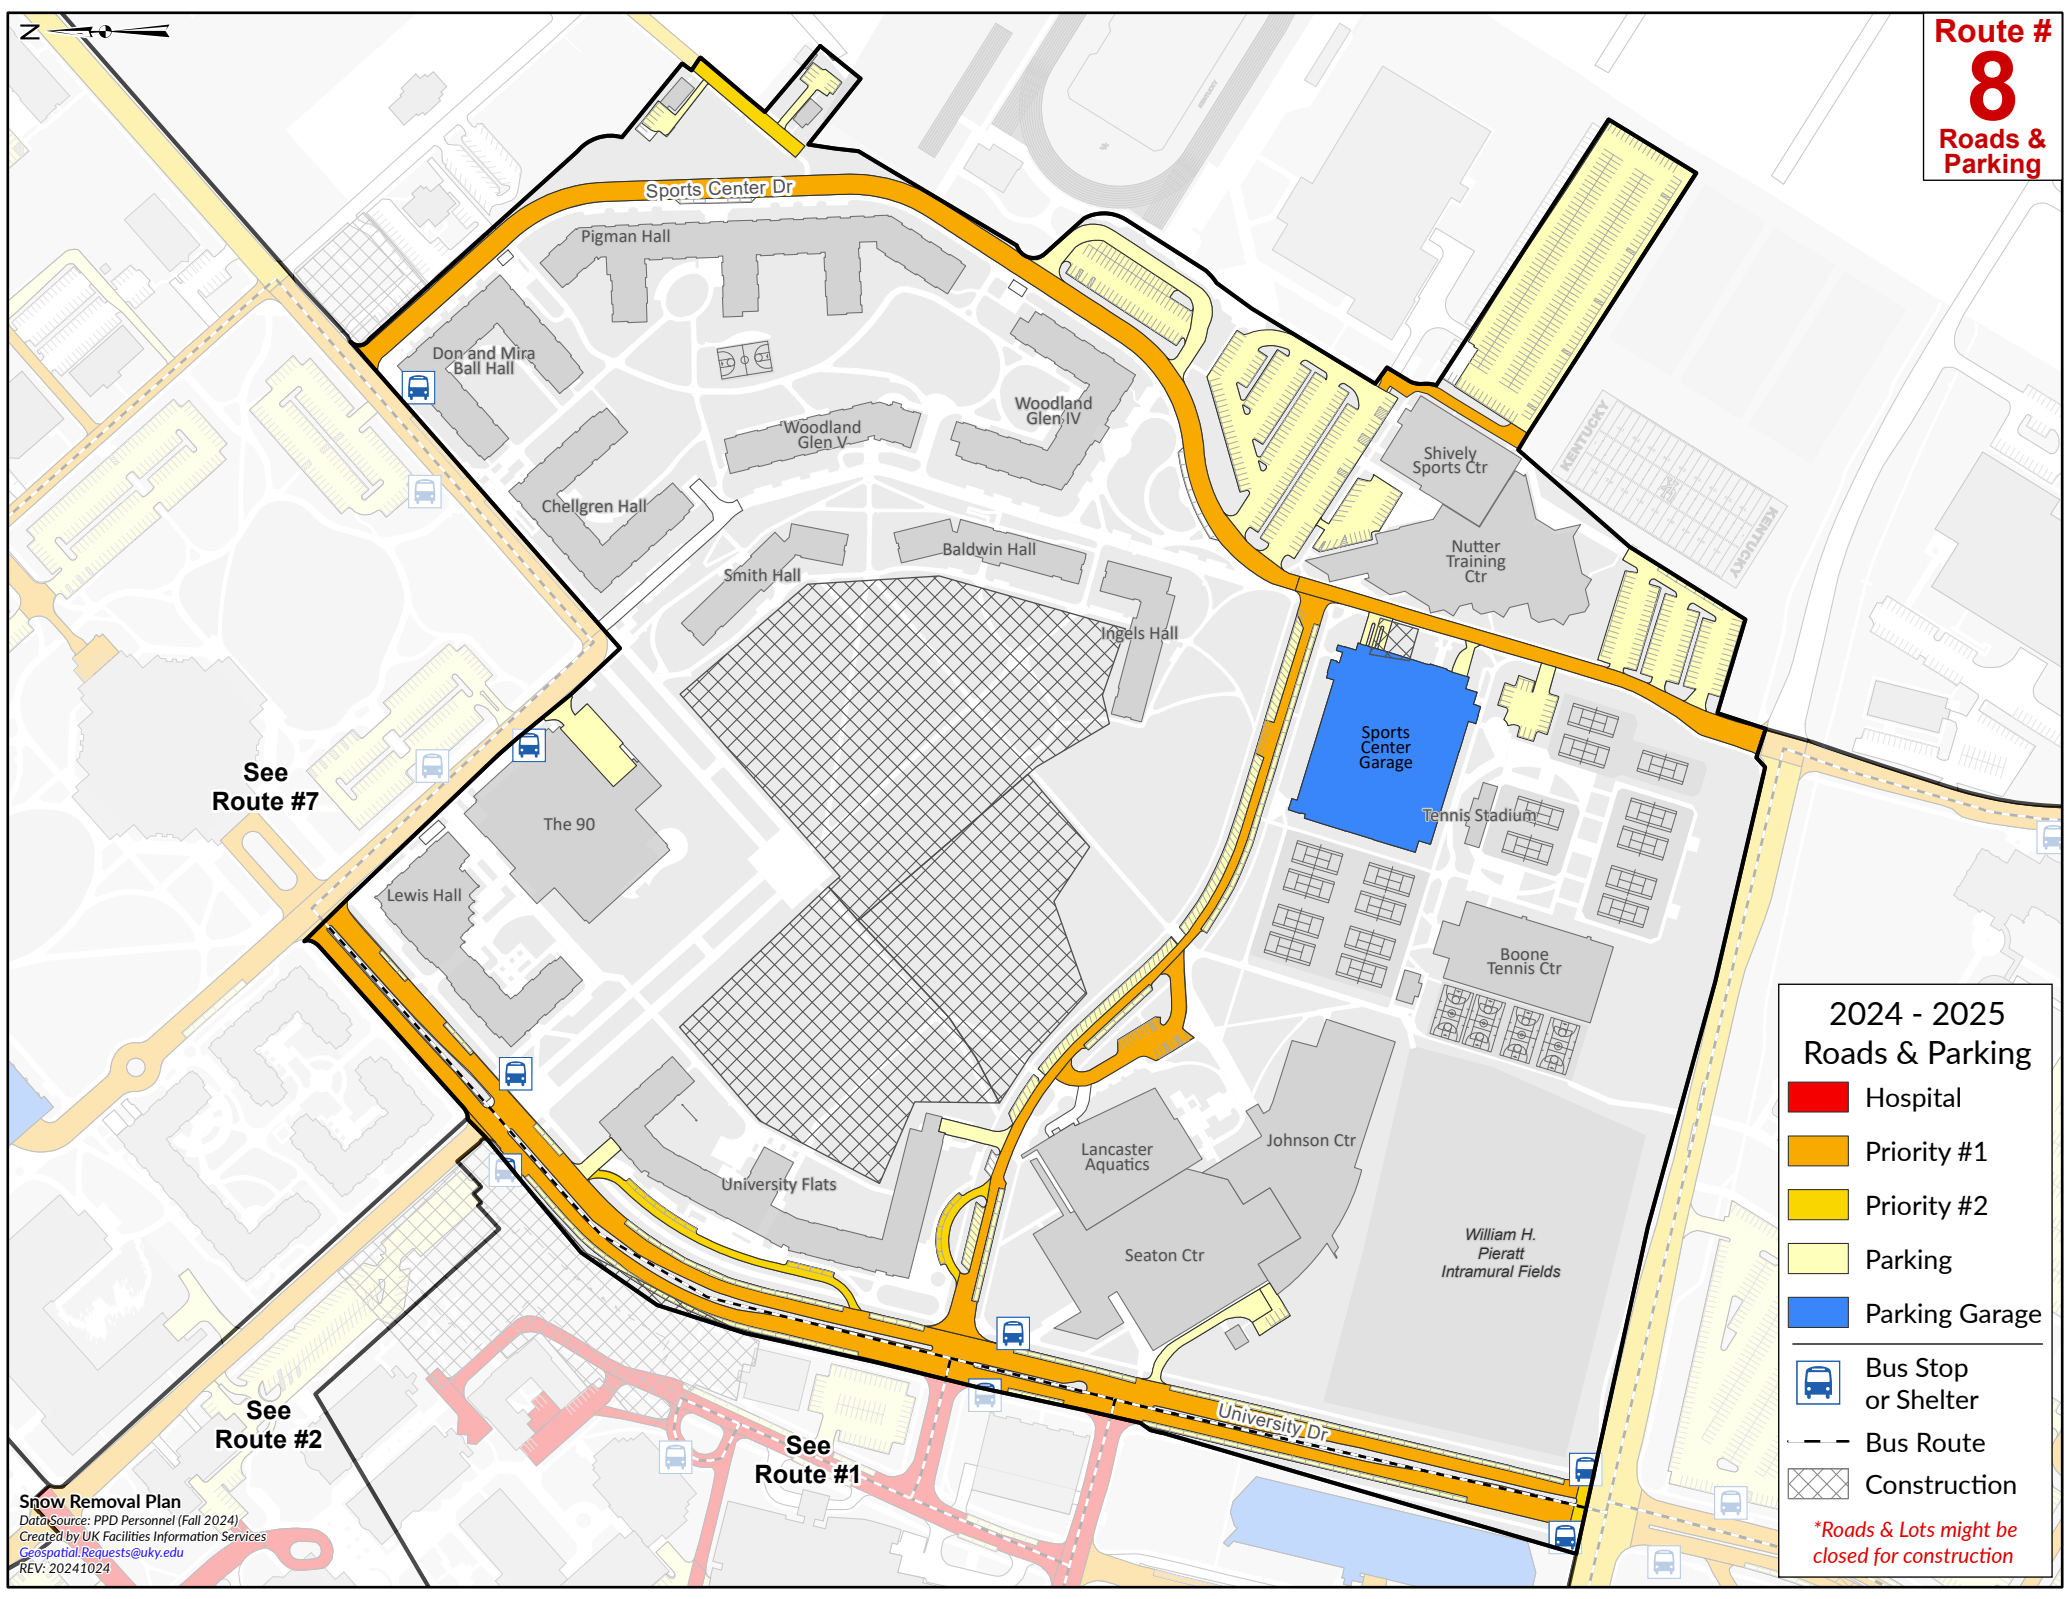 N
Route #
8
Roads &
Parking
KENTUCKY
Sports Center Dr
Pigman Hall
Don and Mira
Ball Hall
Woodland
Glen IV
Woodland
Glen V
Shively
Sports Ctr
KENTUCKY
KENTUCKY
Chellgren Hall
Baldwin Hall
Nutter
Training
Ctr
Smith Hall
Ingels Hall
Sports
Center
Garage
See
Route #7
The 90
Tennis Stadium
Lewis Hall
Boone
Tennis Ctr
Johnson Ctr
Lancaster
Aquatics
University Flats
Seaton Ctr
William H.
Pieratt
Intramural Fields
University Dr
See
Route #2
See
Route #1
2024 - 2025
Roads & Parking
Hospital
Priority #1
Priority #2
Parking
Parking Garage
Bus Stop
or Shelter
Bus Route
Construction
*Roads & Lots might be
closed for construction
Snow Removal Plan
Data Source: PPD Personnel (Fall 2024)
Created by UK Facilities Information Services
Geospatial.Requests@uky.edu
REV: 20241024